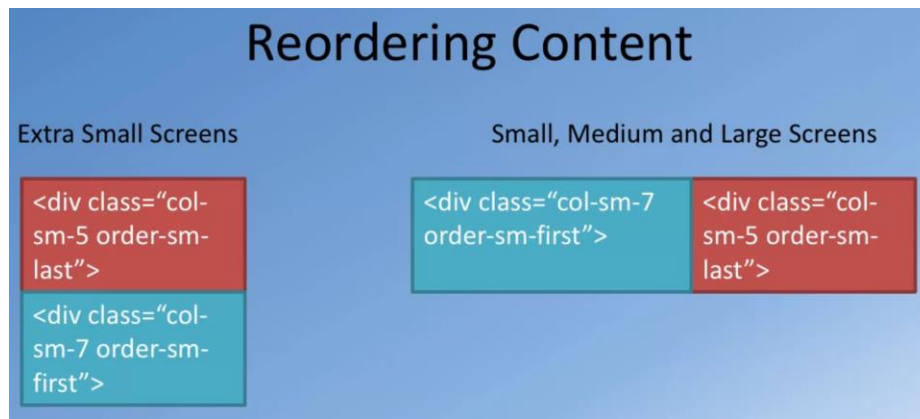 Reordering Content
Extra Small Screens
Small, Medium and Large Screens
<div class=“col-
sm-5 order-sm-
last”>
<div class=“col-
sm-7 order-sm-
first”>
<div class=“col-sm-7
order-sm-first”>
<div class=“col-
sm-5 order-sm-
last”>